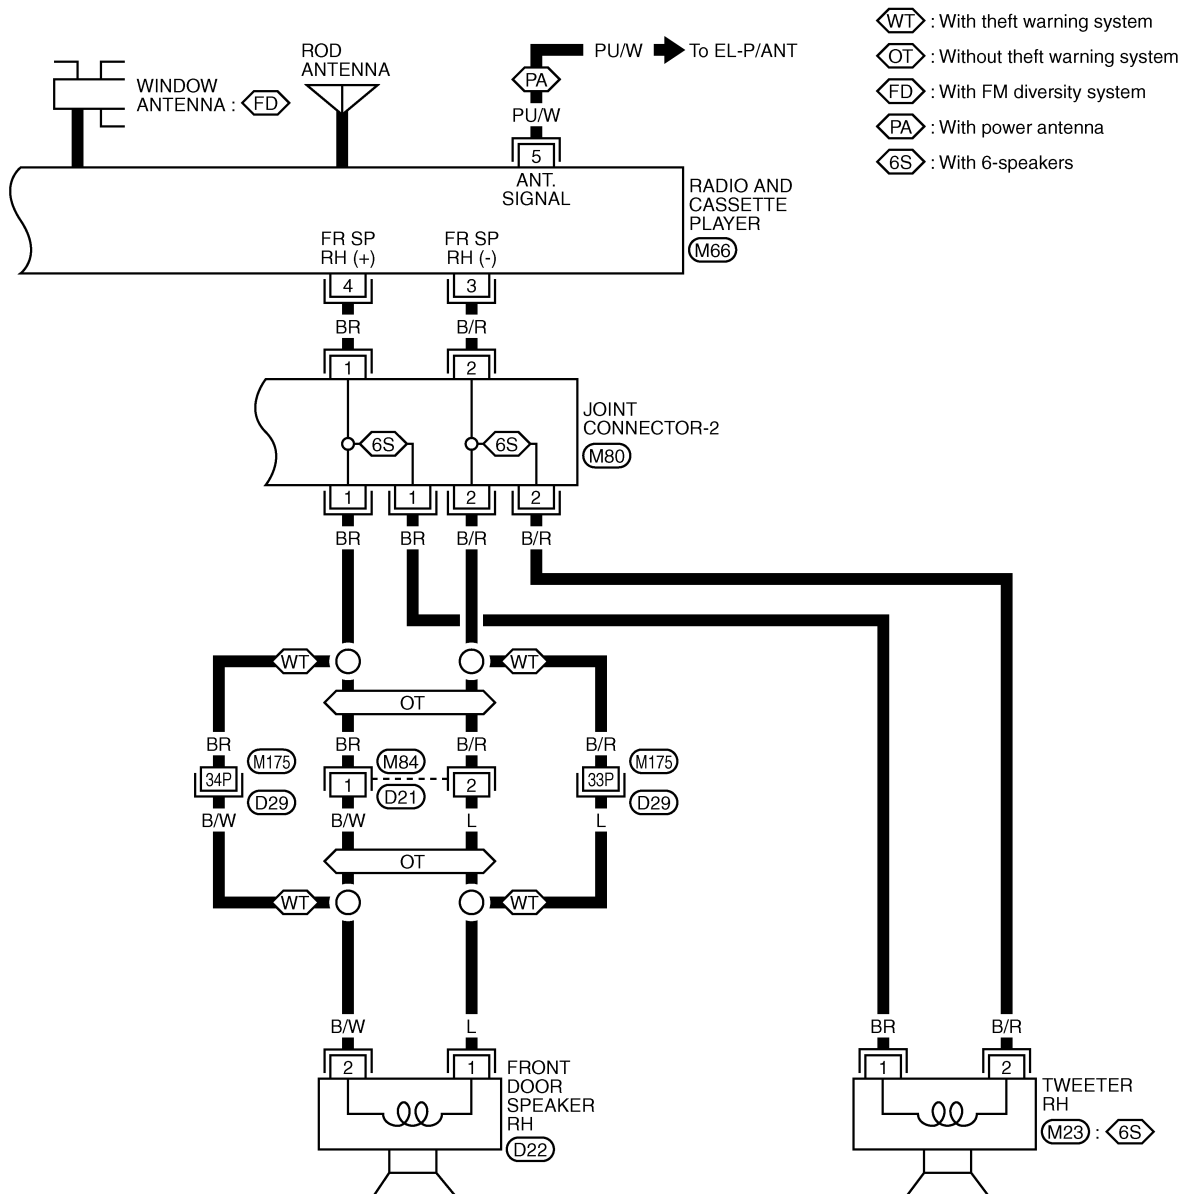 WT : With theft warning system
OT : Without theft warning system
FD : With FM diversity system
PA : With power antenna
6S : With 6-speakers
WINDOW
ANTENNA : FD
ROD
ANTENNA
PU/W To EL-P/ANT
PA
PU/W
5
ANT.
SIGNAL
RADIO AND
CASSETTE
PLAYER
M66
FR SP
RH (+)
FR SP
RH (-)
4 3
BR B/R
1 2
6S 6S
JOINT
CONNECTOR-2
M80
1 1 2 2
BR BR B/R B/R
WT WT
OT
BR BR B/R B/R
M175 M84 M175
34P 1 2 33P
D29 D21 D29
B/W B/W L L
OT
WT WT
B/W L BR B/R
2 1 1 2
FRONT
DOOR
SPEAKER
RH
D22
TWEETER
RH
M23 : 6S